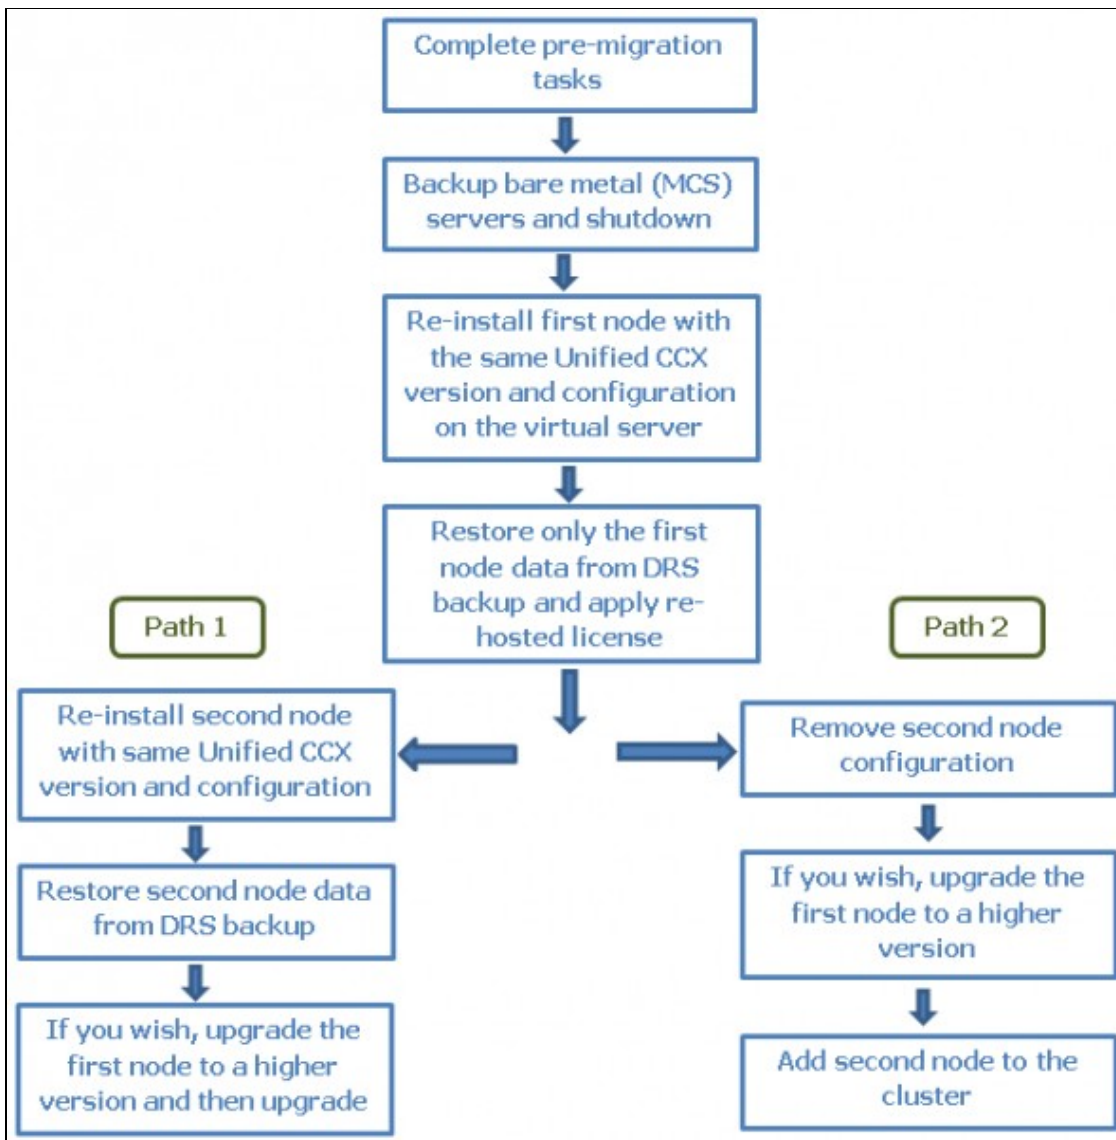 Complete pre-migration
tasks
Backup bare metal (MCS)
servers and shutdown
Re-install first node with
the same Unified CCX
version and configuration
on the virtual server
Restore only the first
node data from DRS
backup and apply re-
hosted license
Path 1
Re-install second node
with same Unified CCX
version and configuration
Restore second node data
from DRS backup
If you wish, upgrade the
first node to a higher
version and then upgrade
Path 2
Remove second node
configuration
If you wish, upgrade the
first node to a higher
version
Add second node to the
cluster